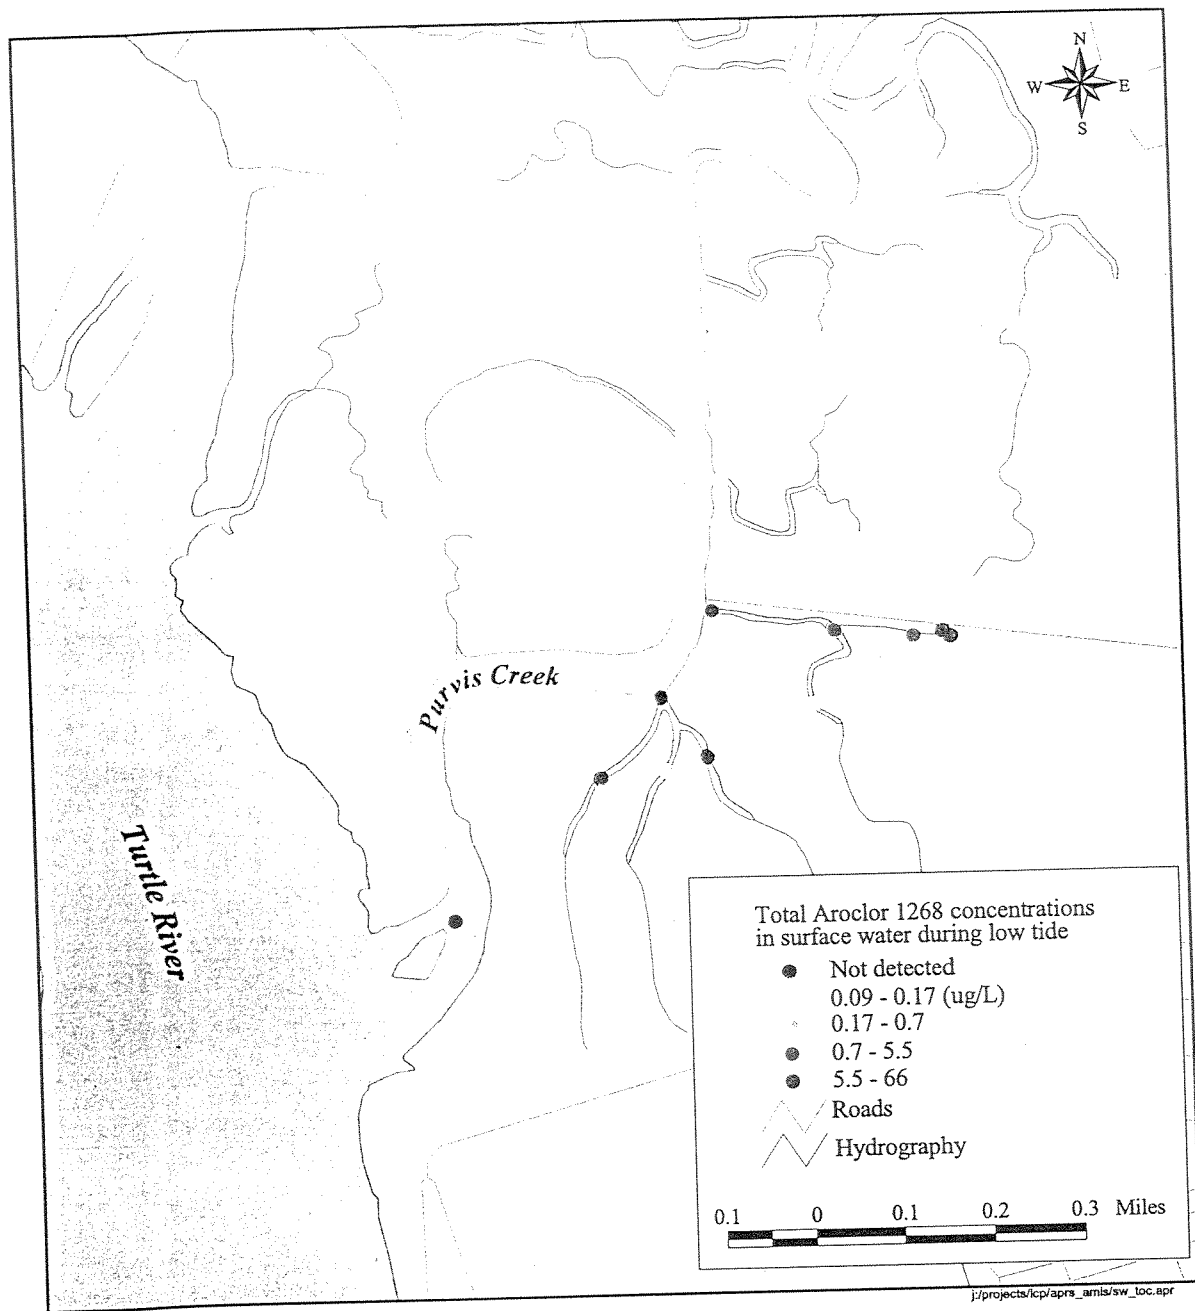 N
W E
S
Purvis Creek
Turtle River
Total Aroclor 1268 concentrations
in surface water during low tide
Not detected
0.09 - 0.17 (ug/L)
0.17 - 0.7
0.7 - 5.5
5.5 - 66
Roads
Hydrography
0.1 0 0.1 0.2 0.3 Miles
j:/projects/lcp/aprs_amls/sw_toc.apr